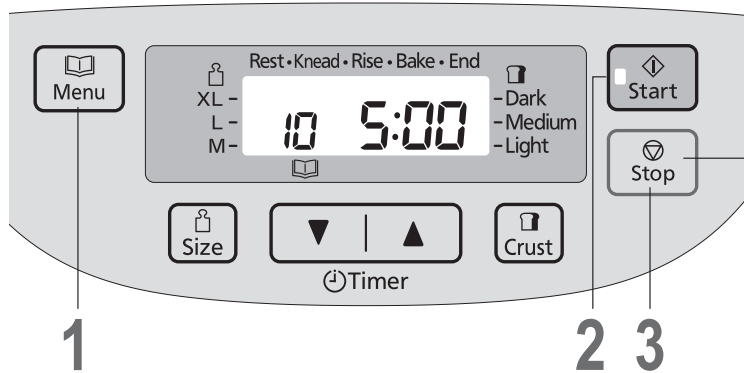 Menu
Rest • Knead • Rise • Bake • End
XL –
L –
M –
10 5:00
– Dark
– Medium
– Light
Start
Stop
Size
▼ | ▲
Timer
Crust
1
2
3